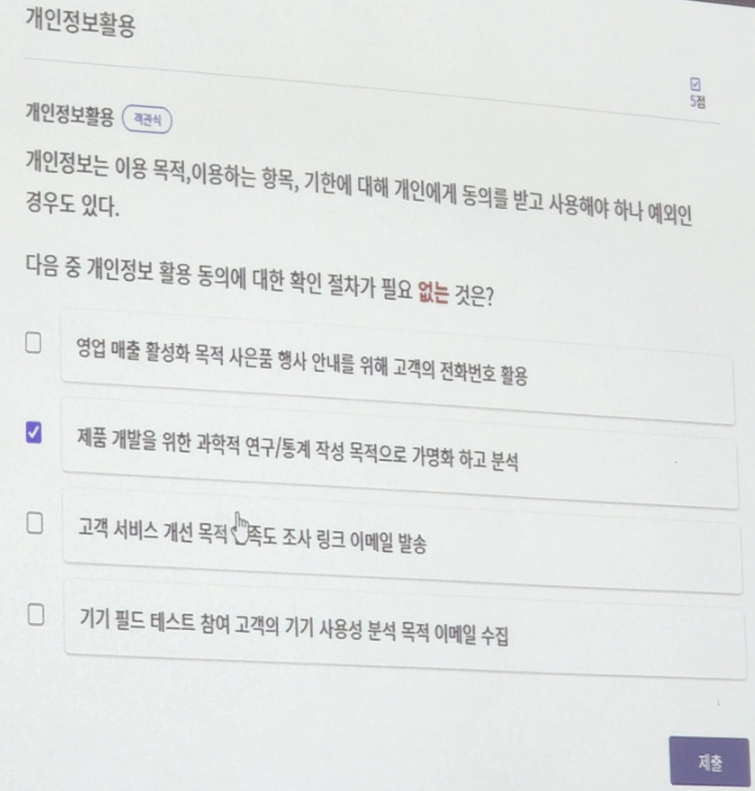 개인정보활용
5점
개인정보활용 객관식
개인정보는 이용 목적,이용하는 항목, 기한에 대해 개인에게 동의를 받고 사용해야 하나 예외인
경우도 있다.
다음 중 개인정보 활용 동의에 대한 확인 절차가 필요 없는 것은?
영업 매출 활성화 목적 사은품 행사 안내를 위해 고객의 전화번호 활용
제품 개발을 위한 과학적 연구/통계 작성 목적으로 가명화 하고 분석
고객 서비스 개선 목적 족도 조사 링크 이메일 발송
기기 필드 테스트 참여 고객의 기기 사용성 분석 목적 이메일 수집
제출